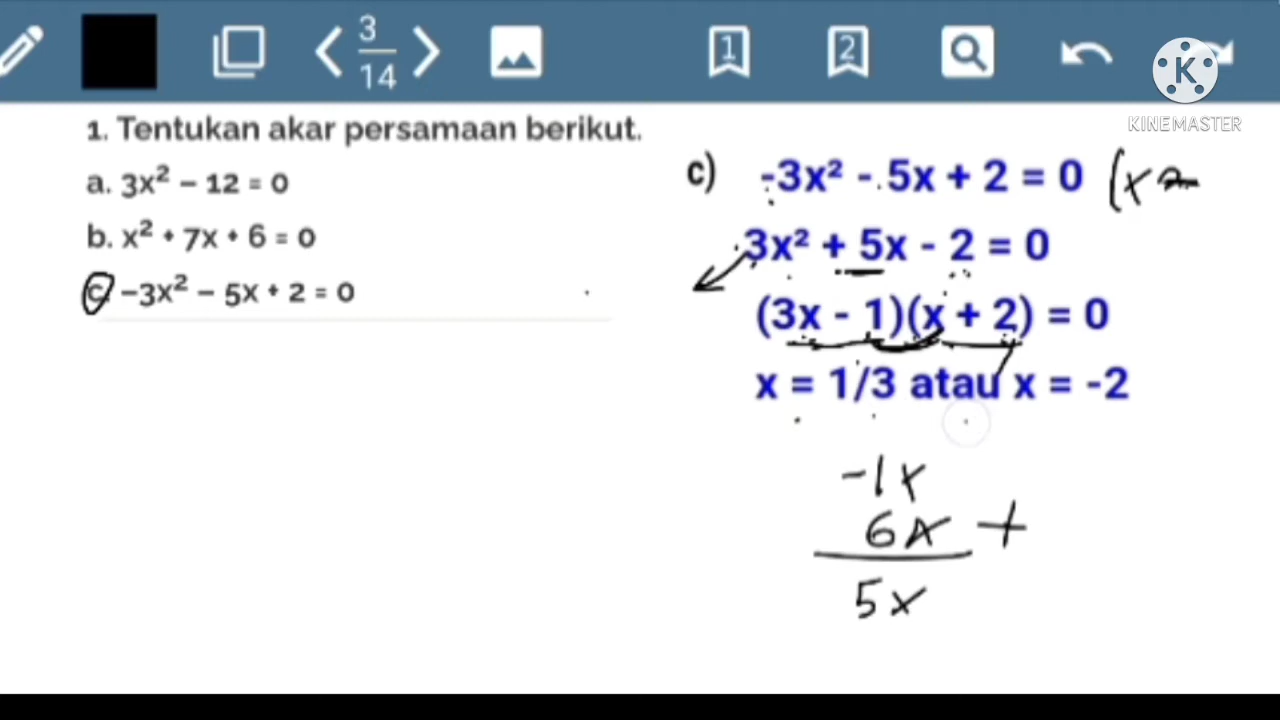 3
14
1
2
K
KINEMASTER
1. Tentukan akar persamaan berikut.
a. 3x² – 12 = 0
b. x² + 7x + 6 = 0
c. –3x² – 5x + 2 = 0
c) -3x² - 5x + 2 = 0 (x
3x² + 5x - 2 = 0
(3x - 1)(x + 2) = 0
x = 1/3 atau x = -2
-1x
6x +
5x